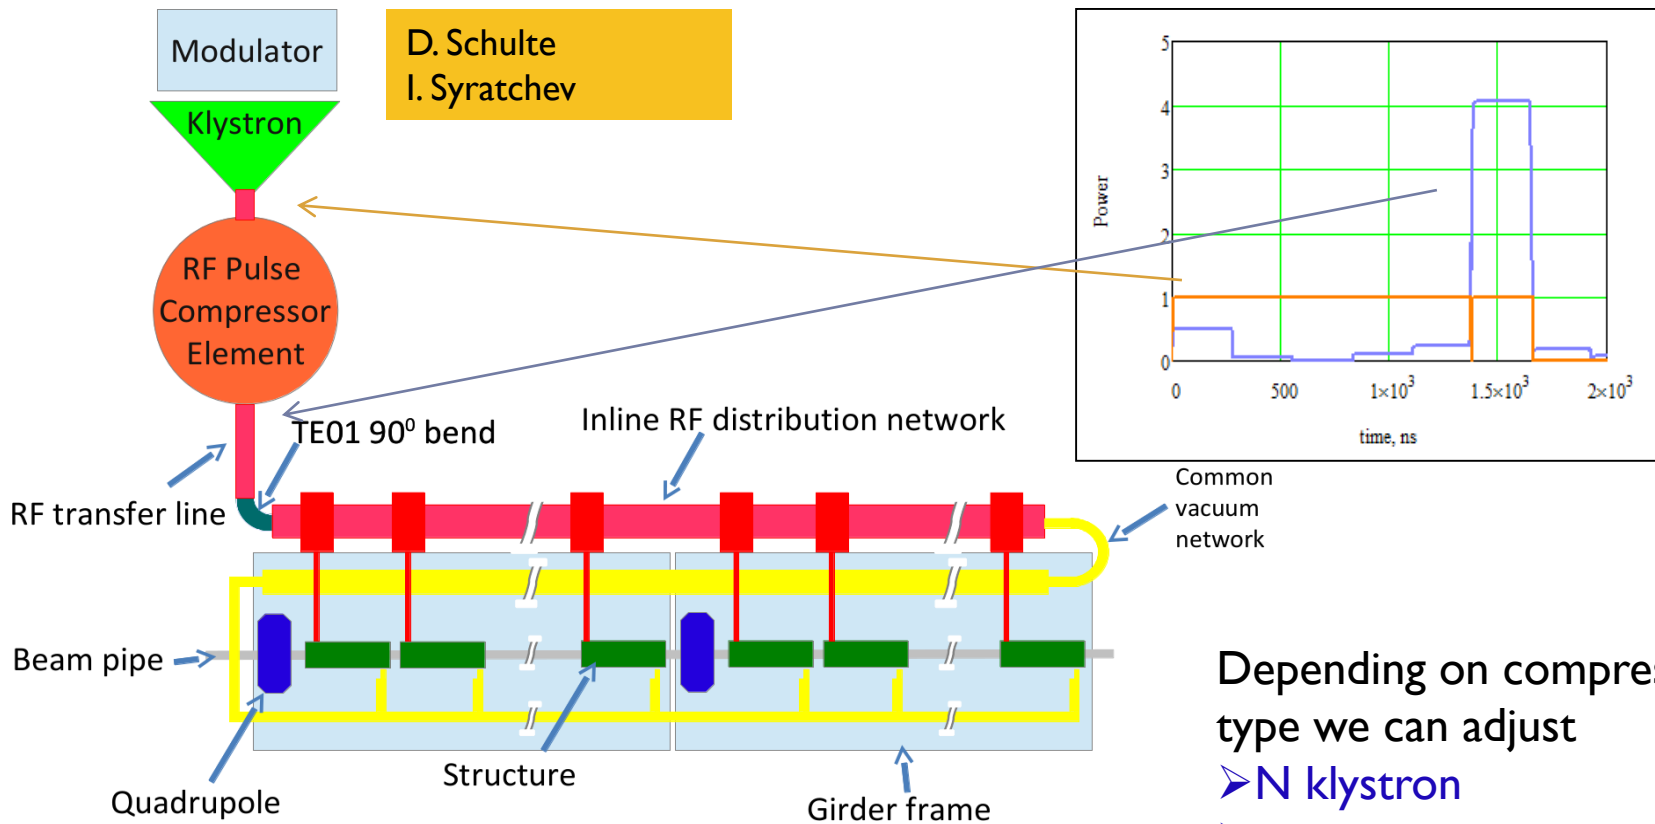 Modulator
D. Schulte
I. Syratchev
Klystron
RF Pulse
Compressor
Element
5
4
3
2
1
0
Power
0 500 1×10³ 1.5×10³ 2×10³
time, ns
TE01 90⁰ bend
Inline RF distribution network
RF transfer line
Common
vacuum
network
Beam pipe
Quadrupole
Structure
Girder frame
Depending on compres
type we can adjust
➢N klystron